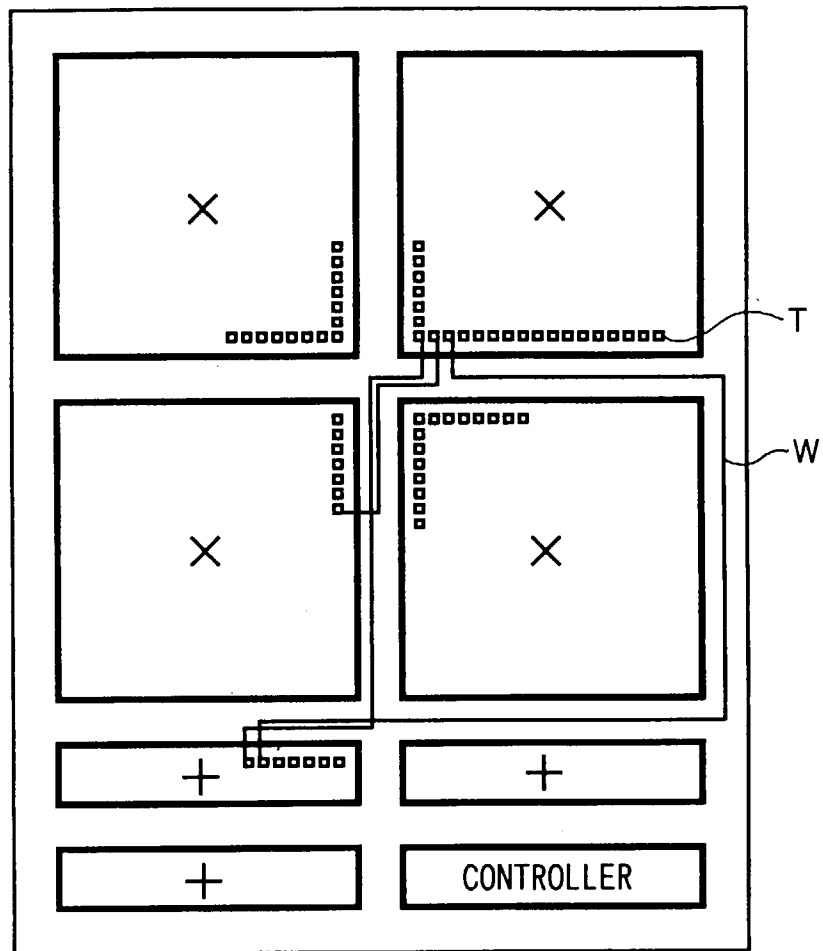 ×
×
T
×
×
W
+
+
+
CONTROLLER